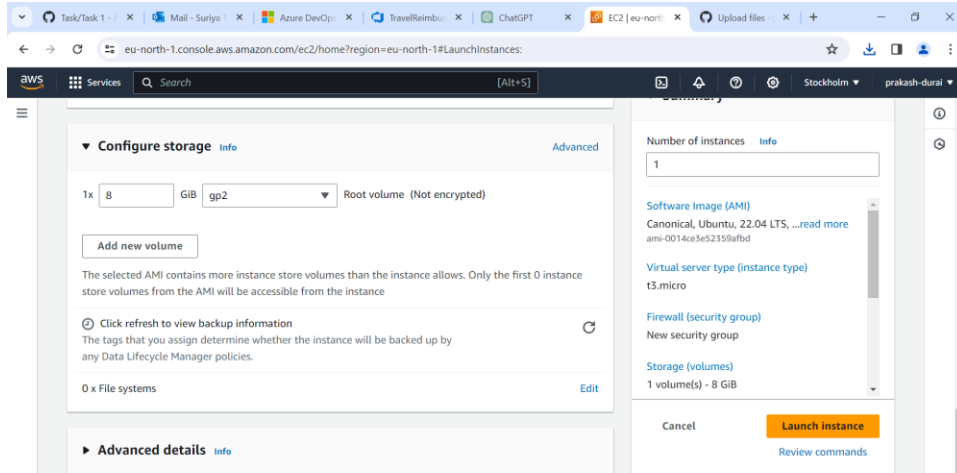 Task/Task 1 - /
Mail - Suriya T
Azure DevOp
TravelReimbu
ChatGPT
EC2 | eu-north
Upload files ·
eu-north-1.console.aws.amazon.com/ec2/home?region=eu-north-1#LaunchInstances:
aws
Services
Search
[Alt+S]
Stockholm
prakash-durai
Configure storage Info
Advanced
1x 8 GiB gp2 Root volume (Not encrypted)
Add new volume
The selected AMI contains more instance store volumes than the instance allows. Only the first 0 instance
store volumes from the AMI will be accessible from the instance
Click refresh to view backup information
The tags that you assign determine whether the instance will be backed up by
any Data Lifecycle Manager policies.
0 x File systems
Edit
Advanced details Info
Summary
Number of instances Info
1
Software Image (AMI)
Canonical, Ubuntu, 22.04 LTS, ...read more
ami-0014ce3e52359afbd
Virtual server type (instance type)
t3.micro
Firewall (security group)
New security group
Storage (volumes)
1 volume(s) - 8 GiB
Cancel
Launch instance
Review commands